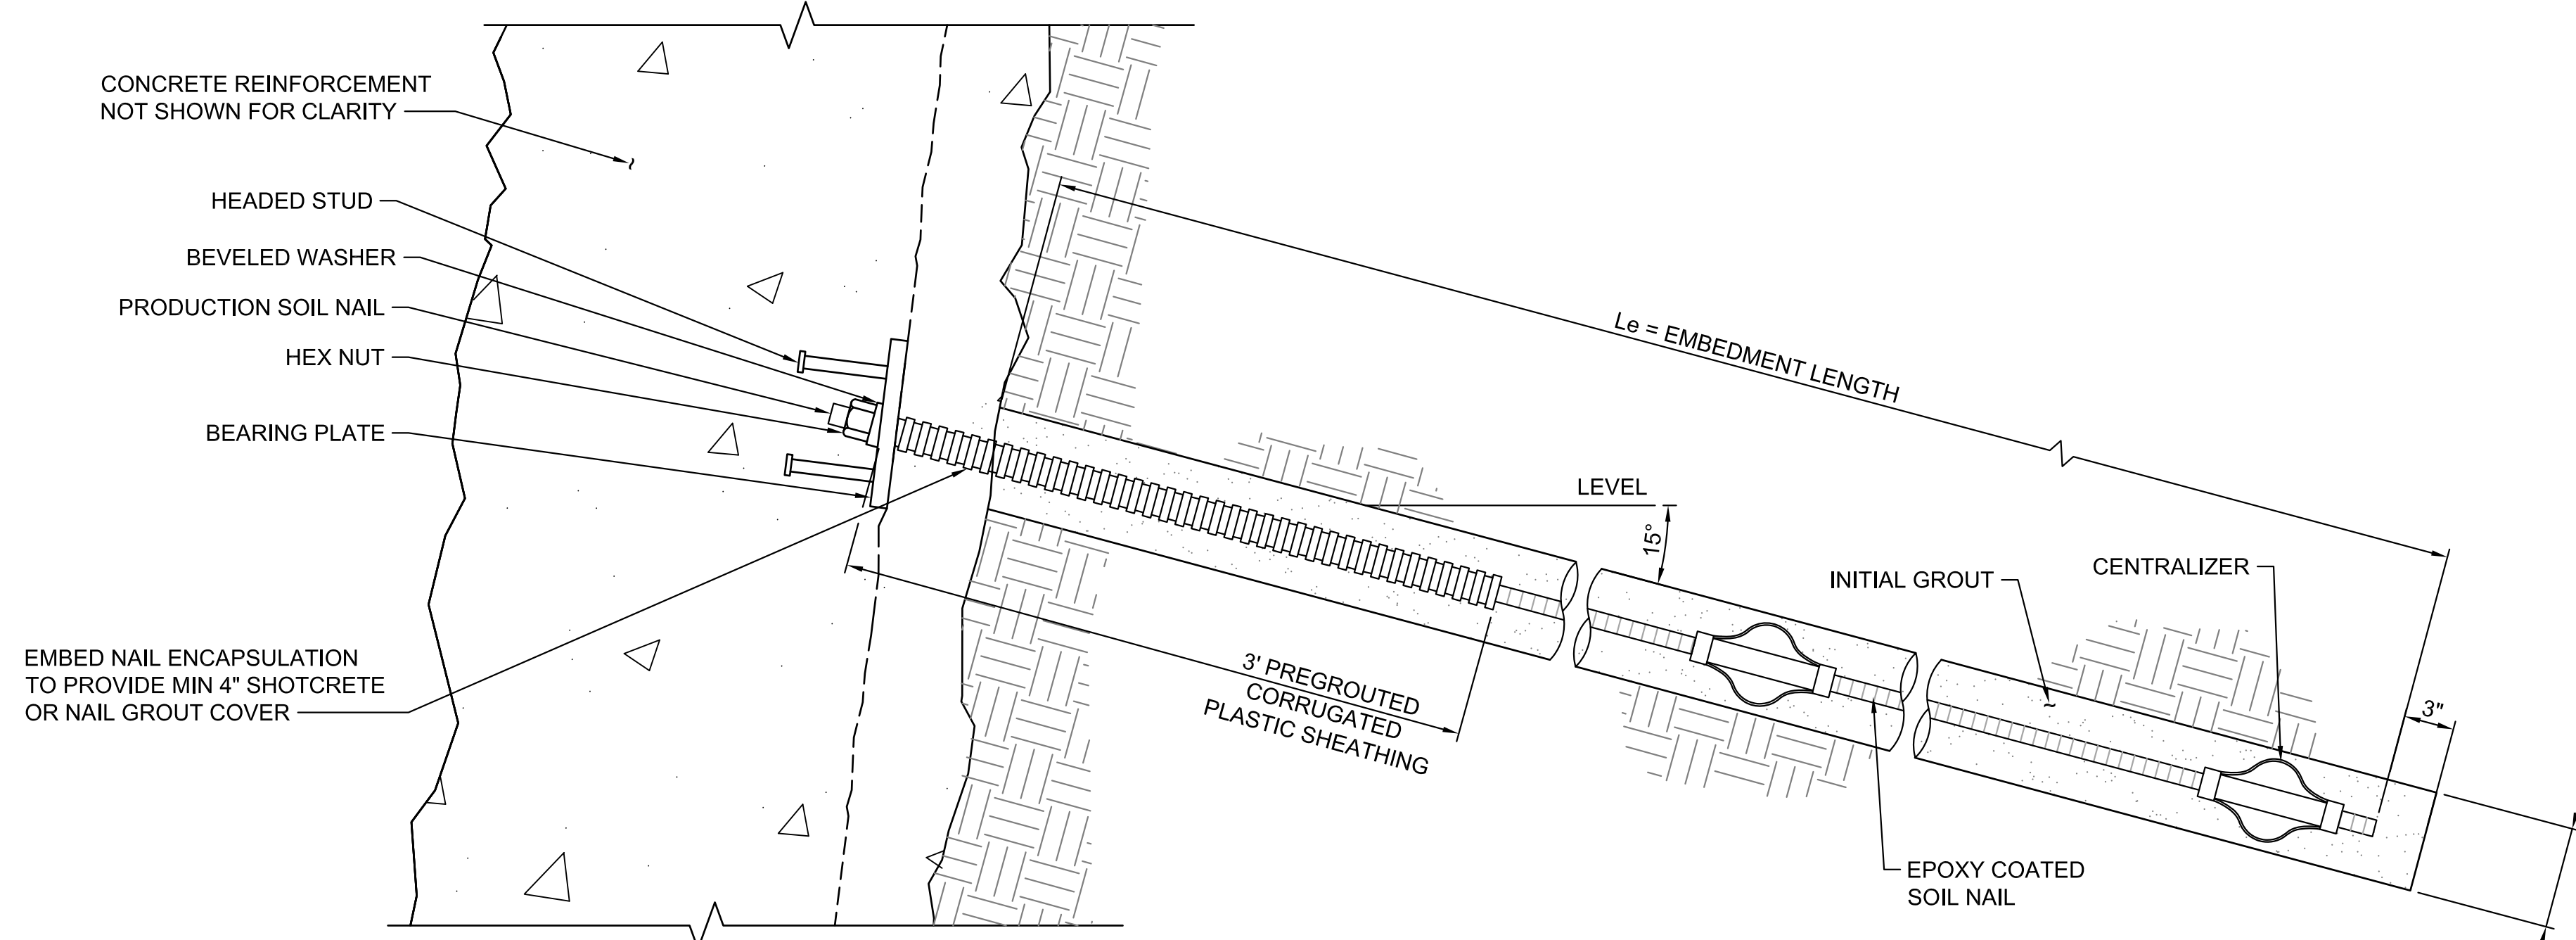 CONCRETE REINFORCEMENT
NOT SHOWN FOR CLARITY
HEADED STUD
BEVELED WASHER
PRODUCTION SOIL NAIL
HEX NUT
BEARING PLATE
EMBED NAIL ENCAPSULATION
TO PROVIDE MIN 4" SHOTCRETE
OR NAIL GROUT COVER
Le = EMBEDMENT LENGTH
LEVEL
15°
3' PREGROUTED
CORRUGATED
PLASTIC SHEATHING
INITIAL GROUT
CENTRALIZER
3"
EPOXY COATED
SOIL NAIL